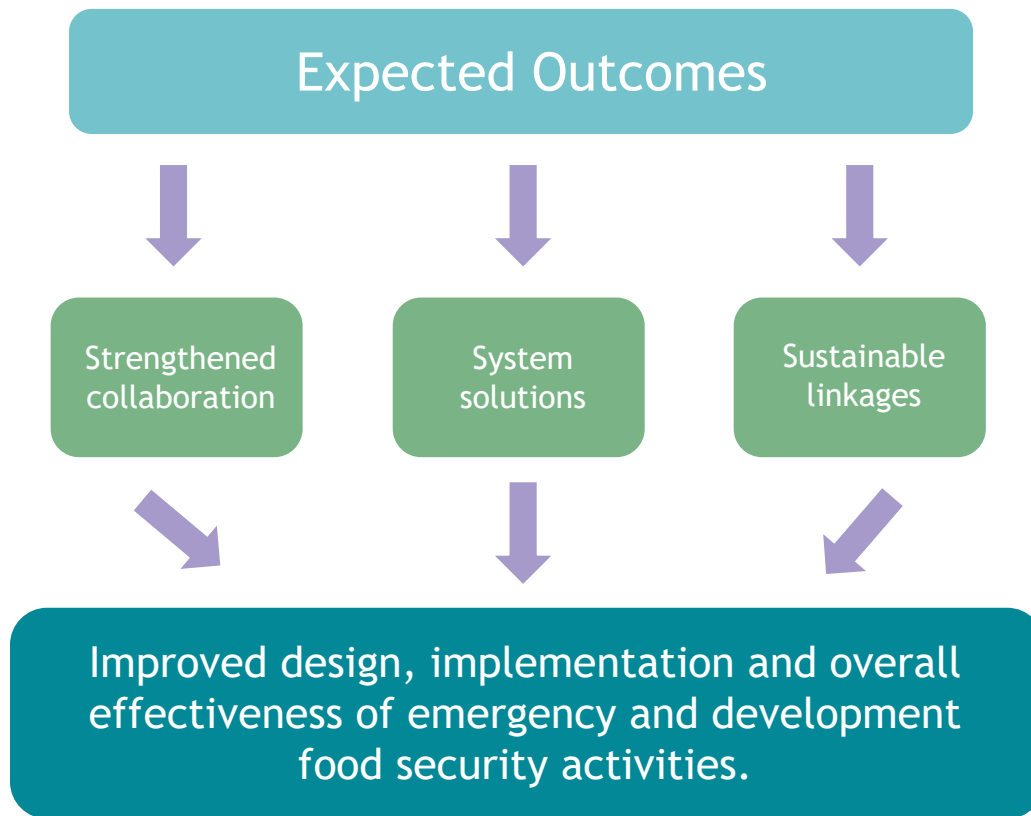 Expected Outcomes
Strengthened
collaboration
System
solutions
Sustainable
linkages
Improved design, implementation and overall
effectiveness of emergency and development
food security activities.